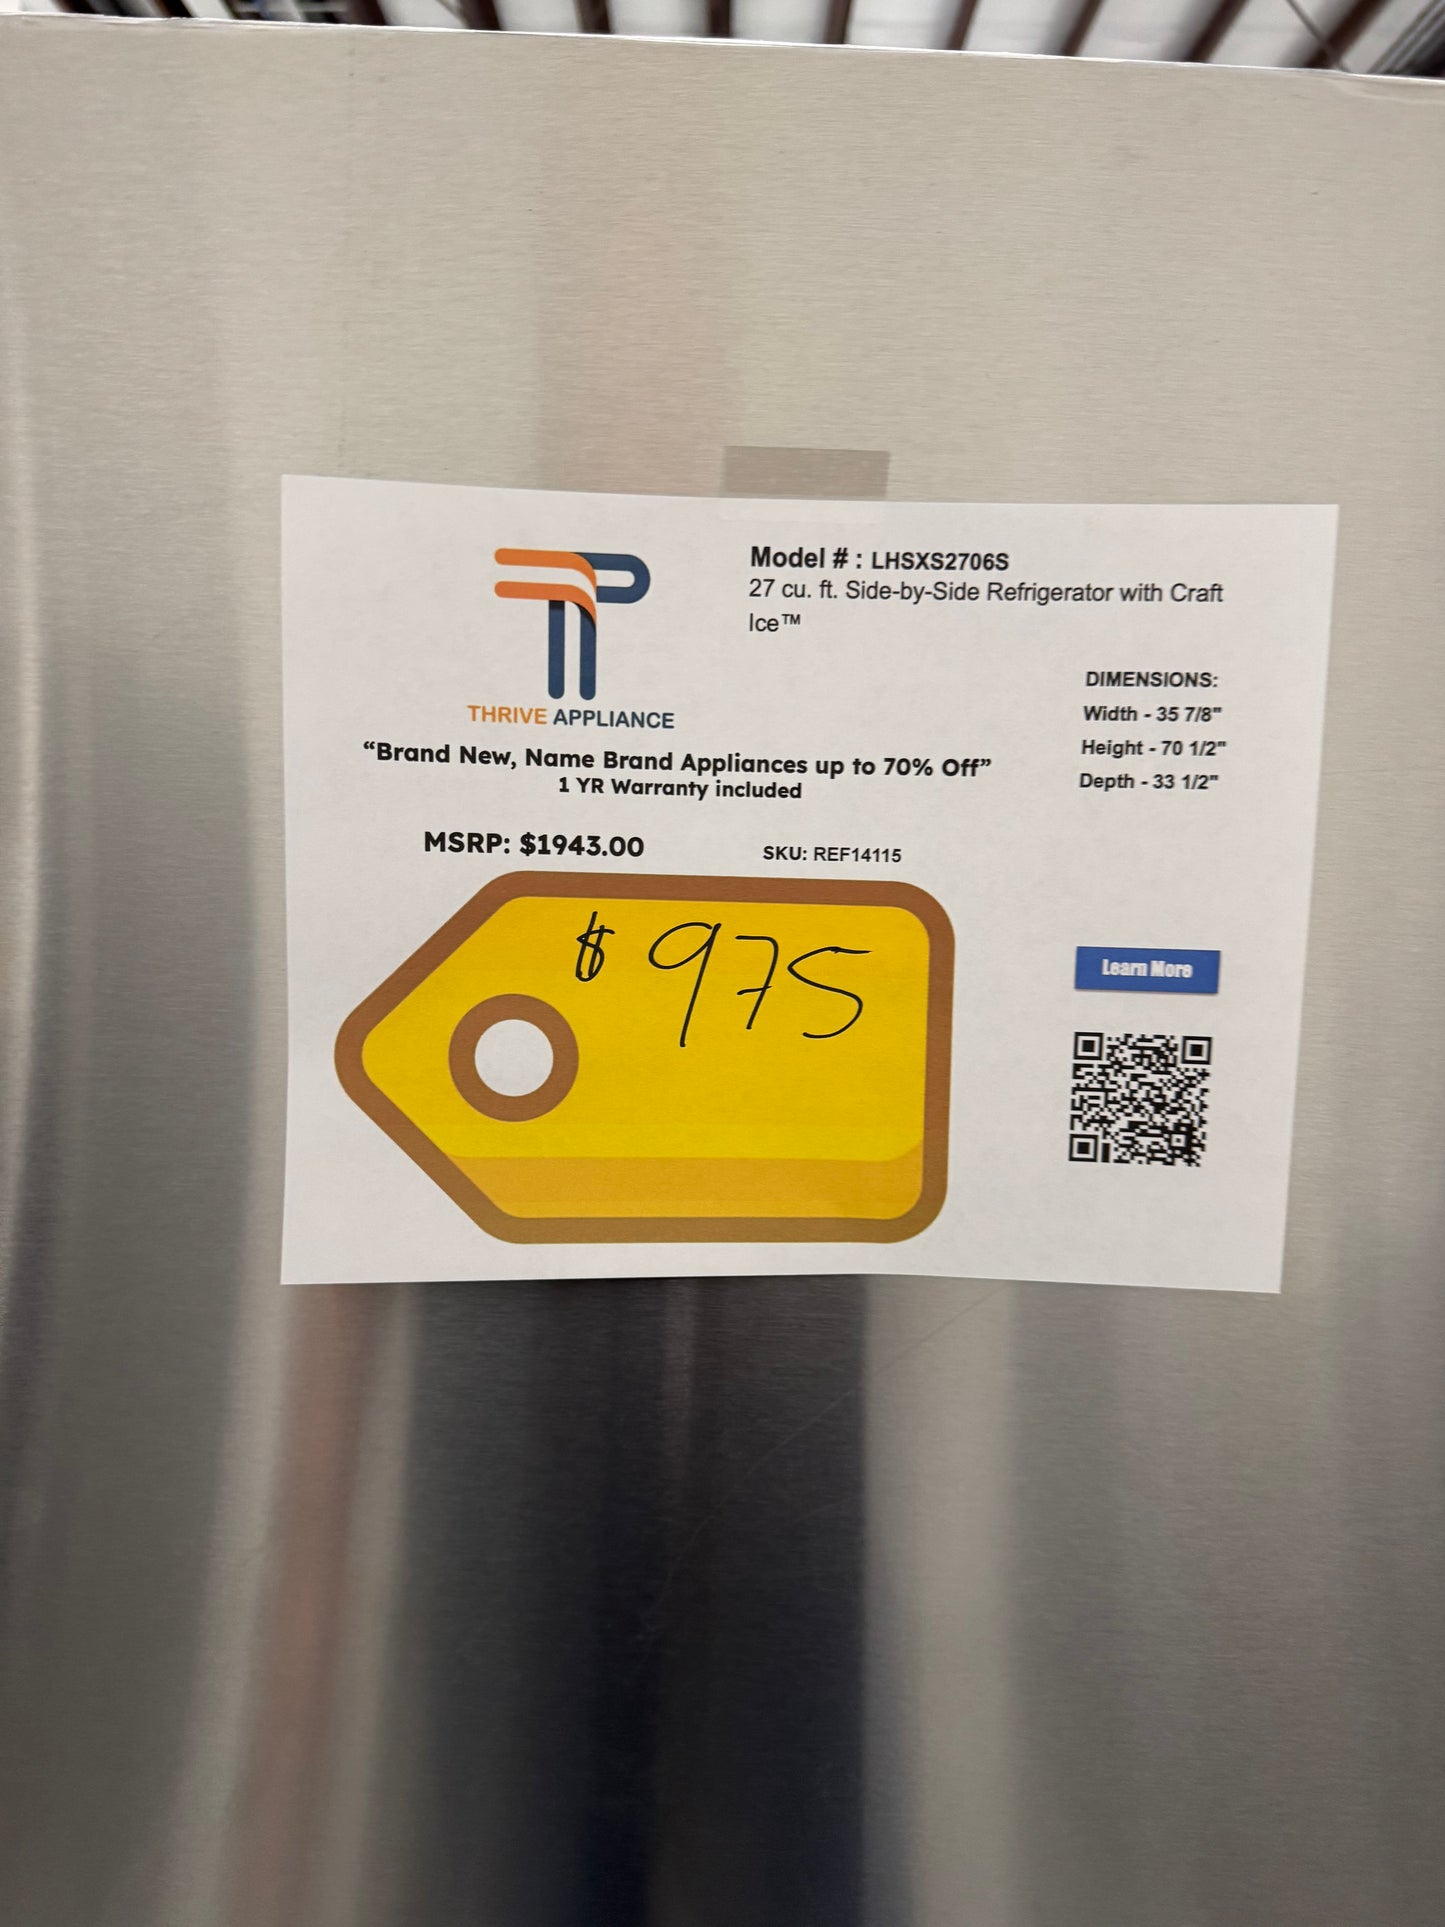 Model # : LHSXS2706S
27 cu. ft. Side-by-Side Refrigerator with Craft
Ice™
THRIVE APPLIANCE
“Brand New, Name Brand Appliances up to 70% Off”
1 YR Warranty included
DIMENSIONS:
Width - 35 7/8"
Height - 70 1/2"
Depth - 33 1/2"
MSRP: $1943.00
SKU: REF14115
$975
Learn More